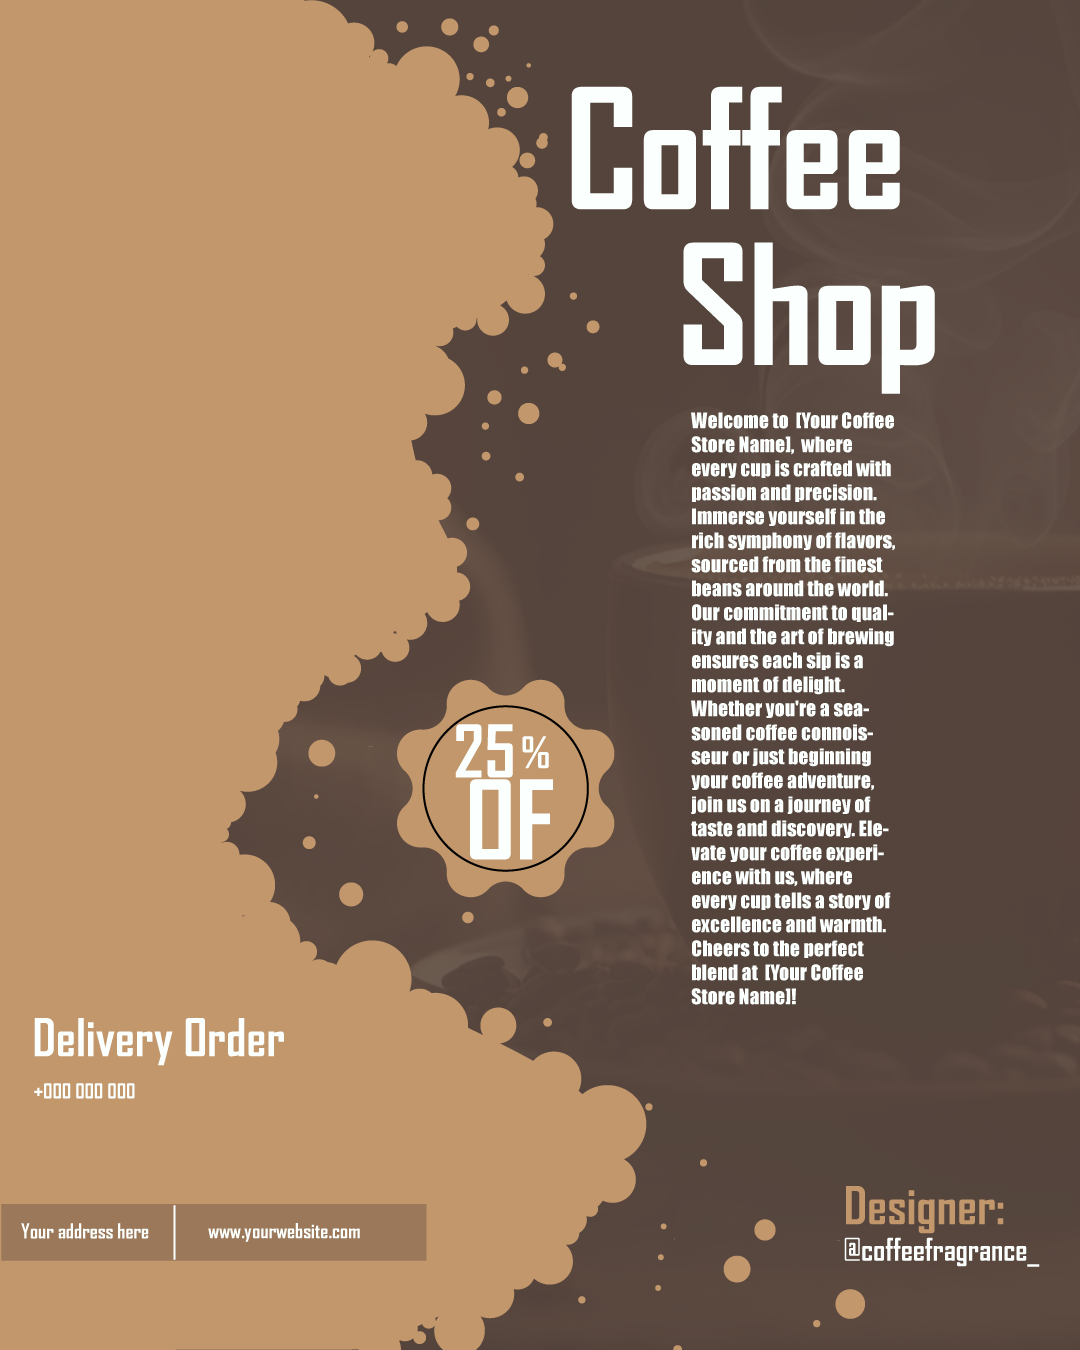 Coffee
Shop
Welcome to [Your Coffee
Store Name], where
every cup is crafted with
passion and precision.
Immerse yourself in the
rich symphony of flavors,
sourced from the finest
beans around the world.
Our commitment to qual-
ity and the art of brewing
ensures each sip is a
moment of delight.
Whether you're a sea-
soned coffee connois-
seur or just beginning
your coffee adventure,
join us on a journey of
taste and discovery. Ele-
vate your coffee experi-
ence with us, where
every cup tells a story of
excellence and warmth.
Cheers to the perfect
blend at [Your Coffee
Store Name]!
25 %
OF
Delivery Order
+000 000 000
Your address here
www.yourwebsite.com
Designer:
@coffeefragrance_